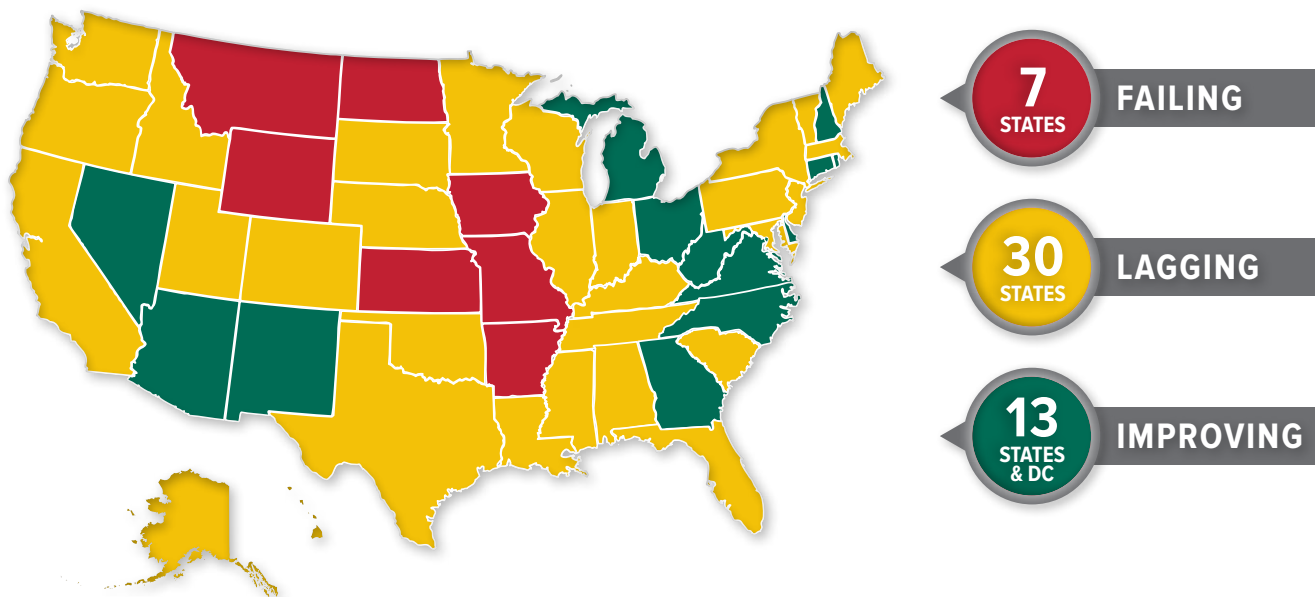 7
STATES
FAILING
30
STATES
LAGGING
13
STATES
& DC
IMPROVING